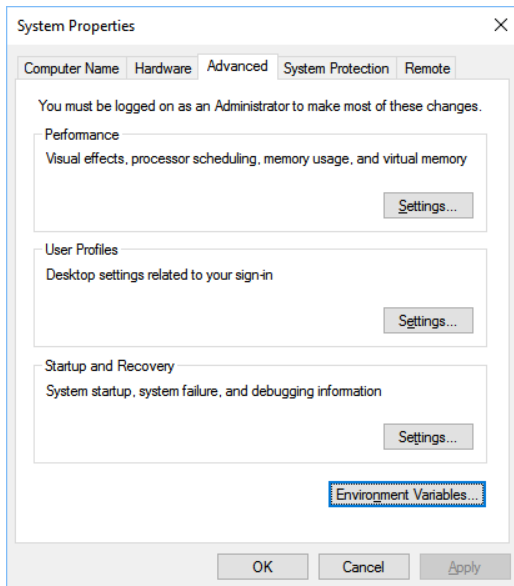 System Properties
Computer Name Hardware Advanced System Protection Remote
You must be logged on as an Administrator to make most of these changes.
Performance
Visual effects, processor scheduling, memory usage, and virtual memory
Settings...
User Profiles
Desktop settings related to your sign-in
Settings...
Startup and Recovery
System startup, system failure, and debugging information
Settings...
Environment Variables...
OK Cancel Apply